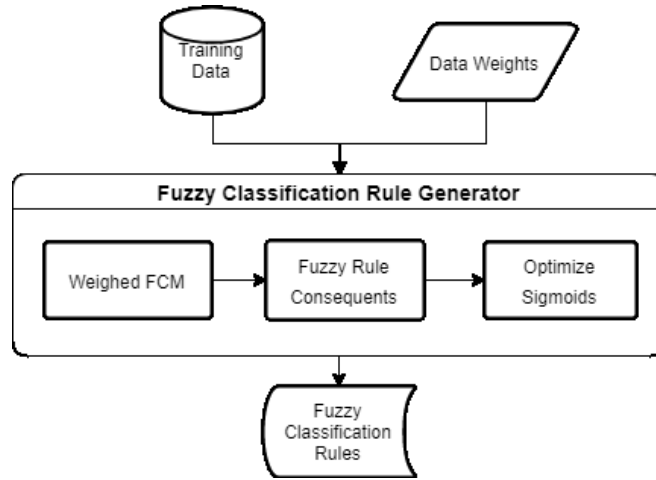 Training
Data
Data Weights
Fuzzy Classification Rule Generator
Weighed FCM
Fuzzy Rule
Consequents
Optimize
Sigmoids
Fuzzy
Classification
Rules